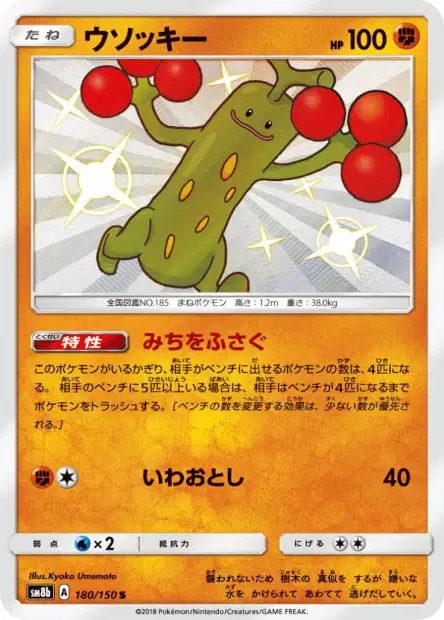 たね ウソッキー HP 100
全国図鑑NO.185 まねポケモン 高さ：1.2m 重さ：38.0kg
とくせい
特性 みちをふさぐ
このポケモンがいるかぎり、相手がベンチに出せるポケモンの数は、4匹にな
る。相手のベンチに5匹以上いる場合は、相手はベンチが4匹になるまで
ポケモンをトラッシュする。［ベンチの数を変更する効果は、少ない数が優先さ
れる。］
いわおとし 40
弱点 ×2 抵抗力 にげる
Illus.Kyoko Umemoto
SM8b A 180/150 S
襲われないため 樹木の 真似を するが 嫌いな
水を かけられて あわてて 逃げだしていく。
©2018 Pokémon/Nintendo/Creatures/GAME FREAK.